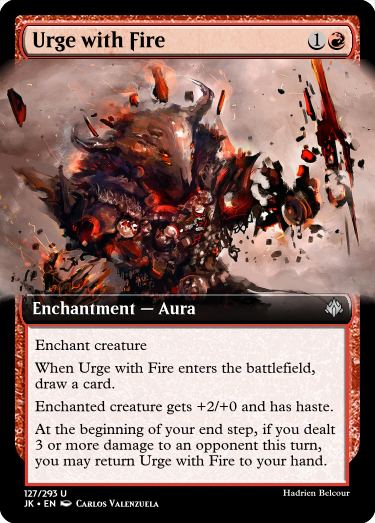 Urge with Fire 1
Enchantment — Aura
Enchant creature
When Urge with Fire enters the battlefield,
draw a card.
Enchanted creature gets +2/+0 and has haste.
At the beginning of your end step, if you dealt
3 or more damage to an opponent this turn,
you may return Urge with Fire to your hand.
127/293 U Hadrien Belcour
JK • EN Carlos Valenzuela